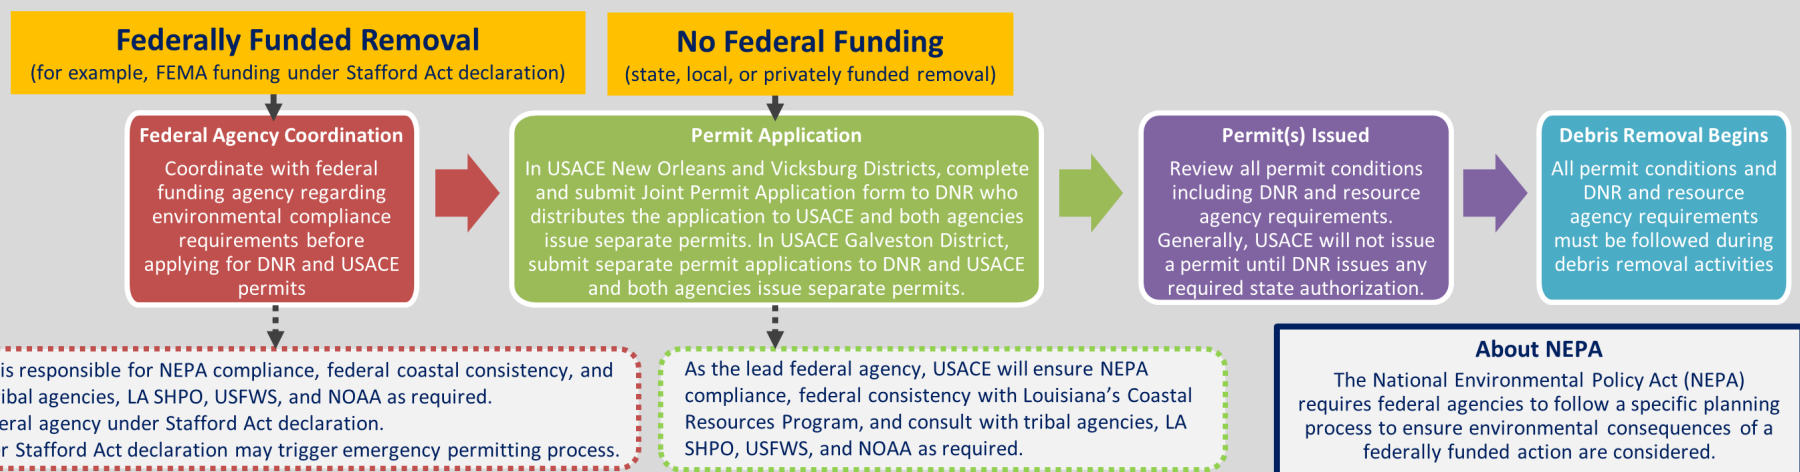 Federally Funded Removal
(for example, FEMA funding under Stafford Act declaration)
No Federal Funding
(state, local, or privately funded removal)
Federal Agency Coordination
Coordinate with federal
funding agency regarding
environmental compliance
requirements before
applying for DNR and USACE
permits
Permit Application
In USACE New Orleans and Vicksburg Districts, complete
and submit Joint Permit Application form to DNR who
distributes the application to USACE and both agencies
issue separate permits. In USACE Galveston District,
submit separate permit applications to DNR and USACE
and both agencies issue separate permits.
Permit(s) Issued
Review all permit conditions
including DNR and resource
agency requirements.
Generally, USACE will not issue
a permit until DNR issues any
required state authorization.
Debris Removal Begins
All permit conditions and
DNR and resource
agency requirements
must be followed during
debris removal activities
is responsible for NEPA compliance, federal coastal consistency, and
agencies, LA SHPO, USFWS, and NOAA as required.
agency under Stafford Act declaration.
Stafford Act declaration may trigger emergency permitting process.
As the lead federal agency, USACE will ensure NEPA
compliance, federal consistency with Louisiana's Coastal
Resources Program, and consult with tribal agencies, LA
SHPO, USFWS, and NOAA as required.
About NEPA
The National Environmental Policy Act (NEPA)
requires federal agencies to follow a specific planning
process to ensure environmental consequences of a
federally funded action are considered.